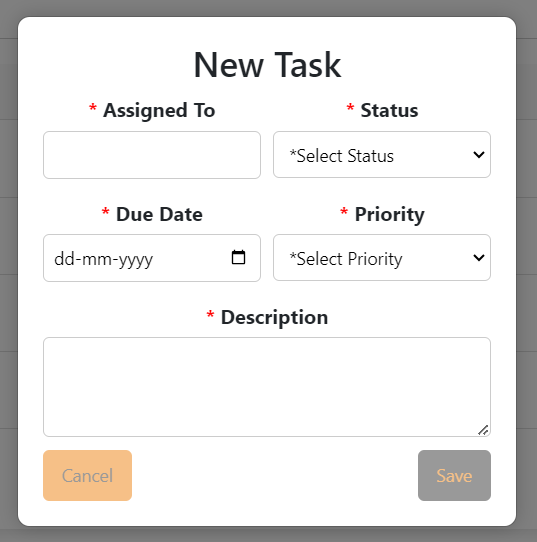 New Task
* Assigned To
* Status
*Select Status
* Due Date
* Priority
dd-mm-yyyy
*Select Priority
* Description
Cancel
Save